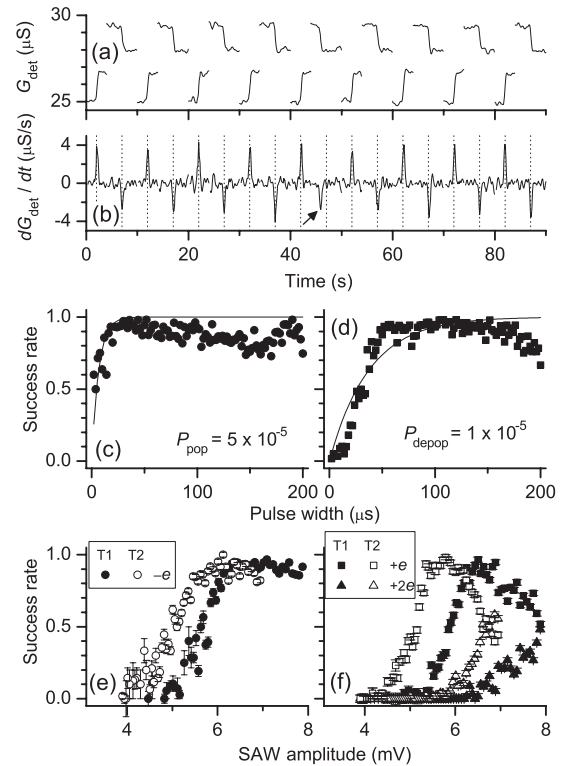 30
25
G_det (μS)
(a)
4
0
-4
dG_det / dt (μS/s)
(b)
0 20 40 60 80
Time (s)
1.0
0.5
0.0
Success rate
(c)
P_pop = 5 x 10^-5
(d)
P_depop = 1 x 10^-5
0 100 200
0 100 200
Pulse width (μs)
T1 T2
−e
T1 T2
+e
+2e
1.0
0.5
0.0
Success rate
(e)
(f)
4 6 8
4 6 8
SAW amplitude (mV)